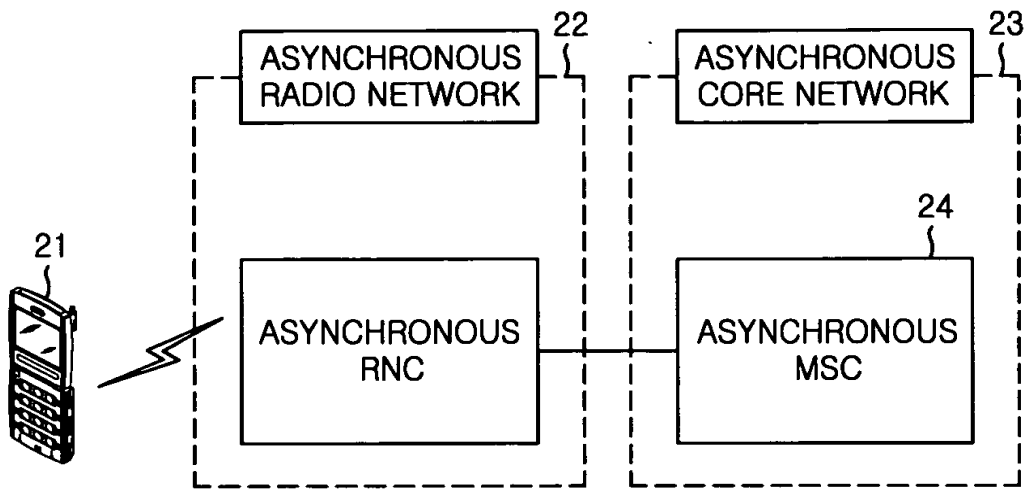 22
23
ASYNCHRONOUS
RADIO NETWORK
ASYNCHRONOUS
CORE NETWORK
24
21
ASYNCHRONOUS
RNC
ASYNCHRONOUS
MSC